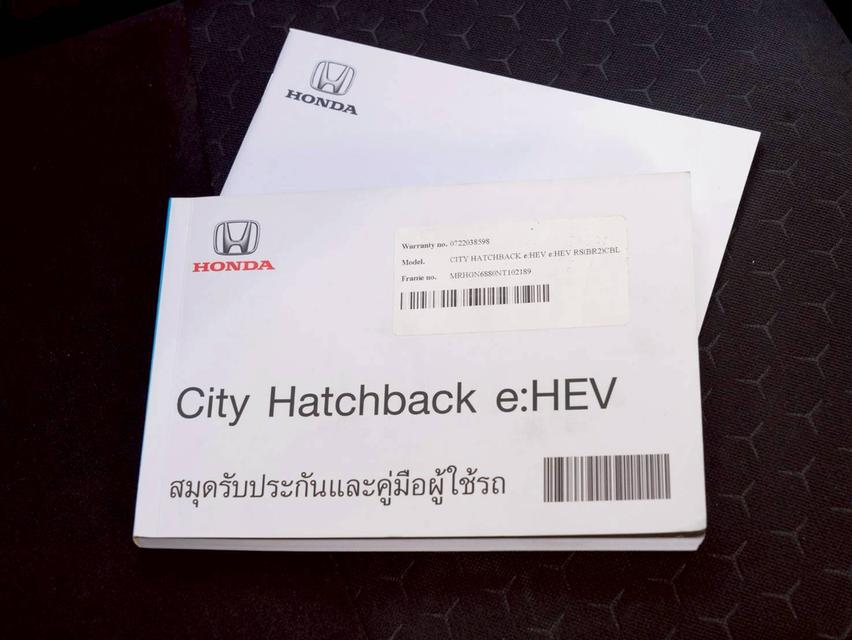 HONDA
HONDA
Warranty no. 0722038598
Model. CITY HATCHBACK e:HEV e:HEV RS(BR2)CBL
Frame no. MRHGN6880NT102189
City Hatchback e:HEV
สมุดรับประกันและคู่มือผู้ใช้รถ